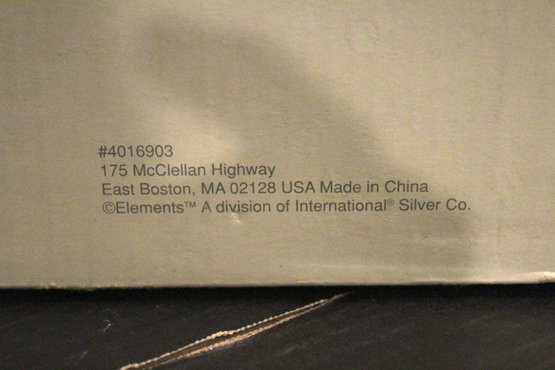 #4016903
175 McClellan Highway
East Boston, MA 02128 USA Made in China
©Elements™ A division of International® Silver Co.